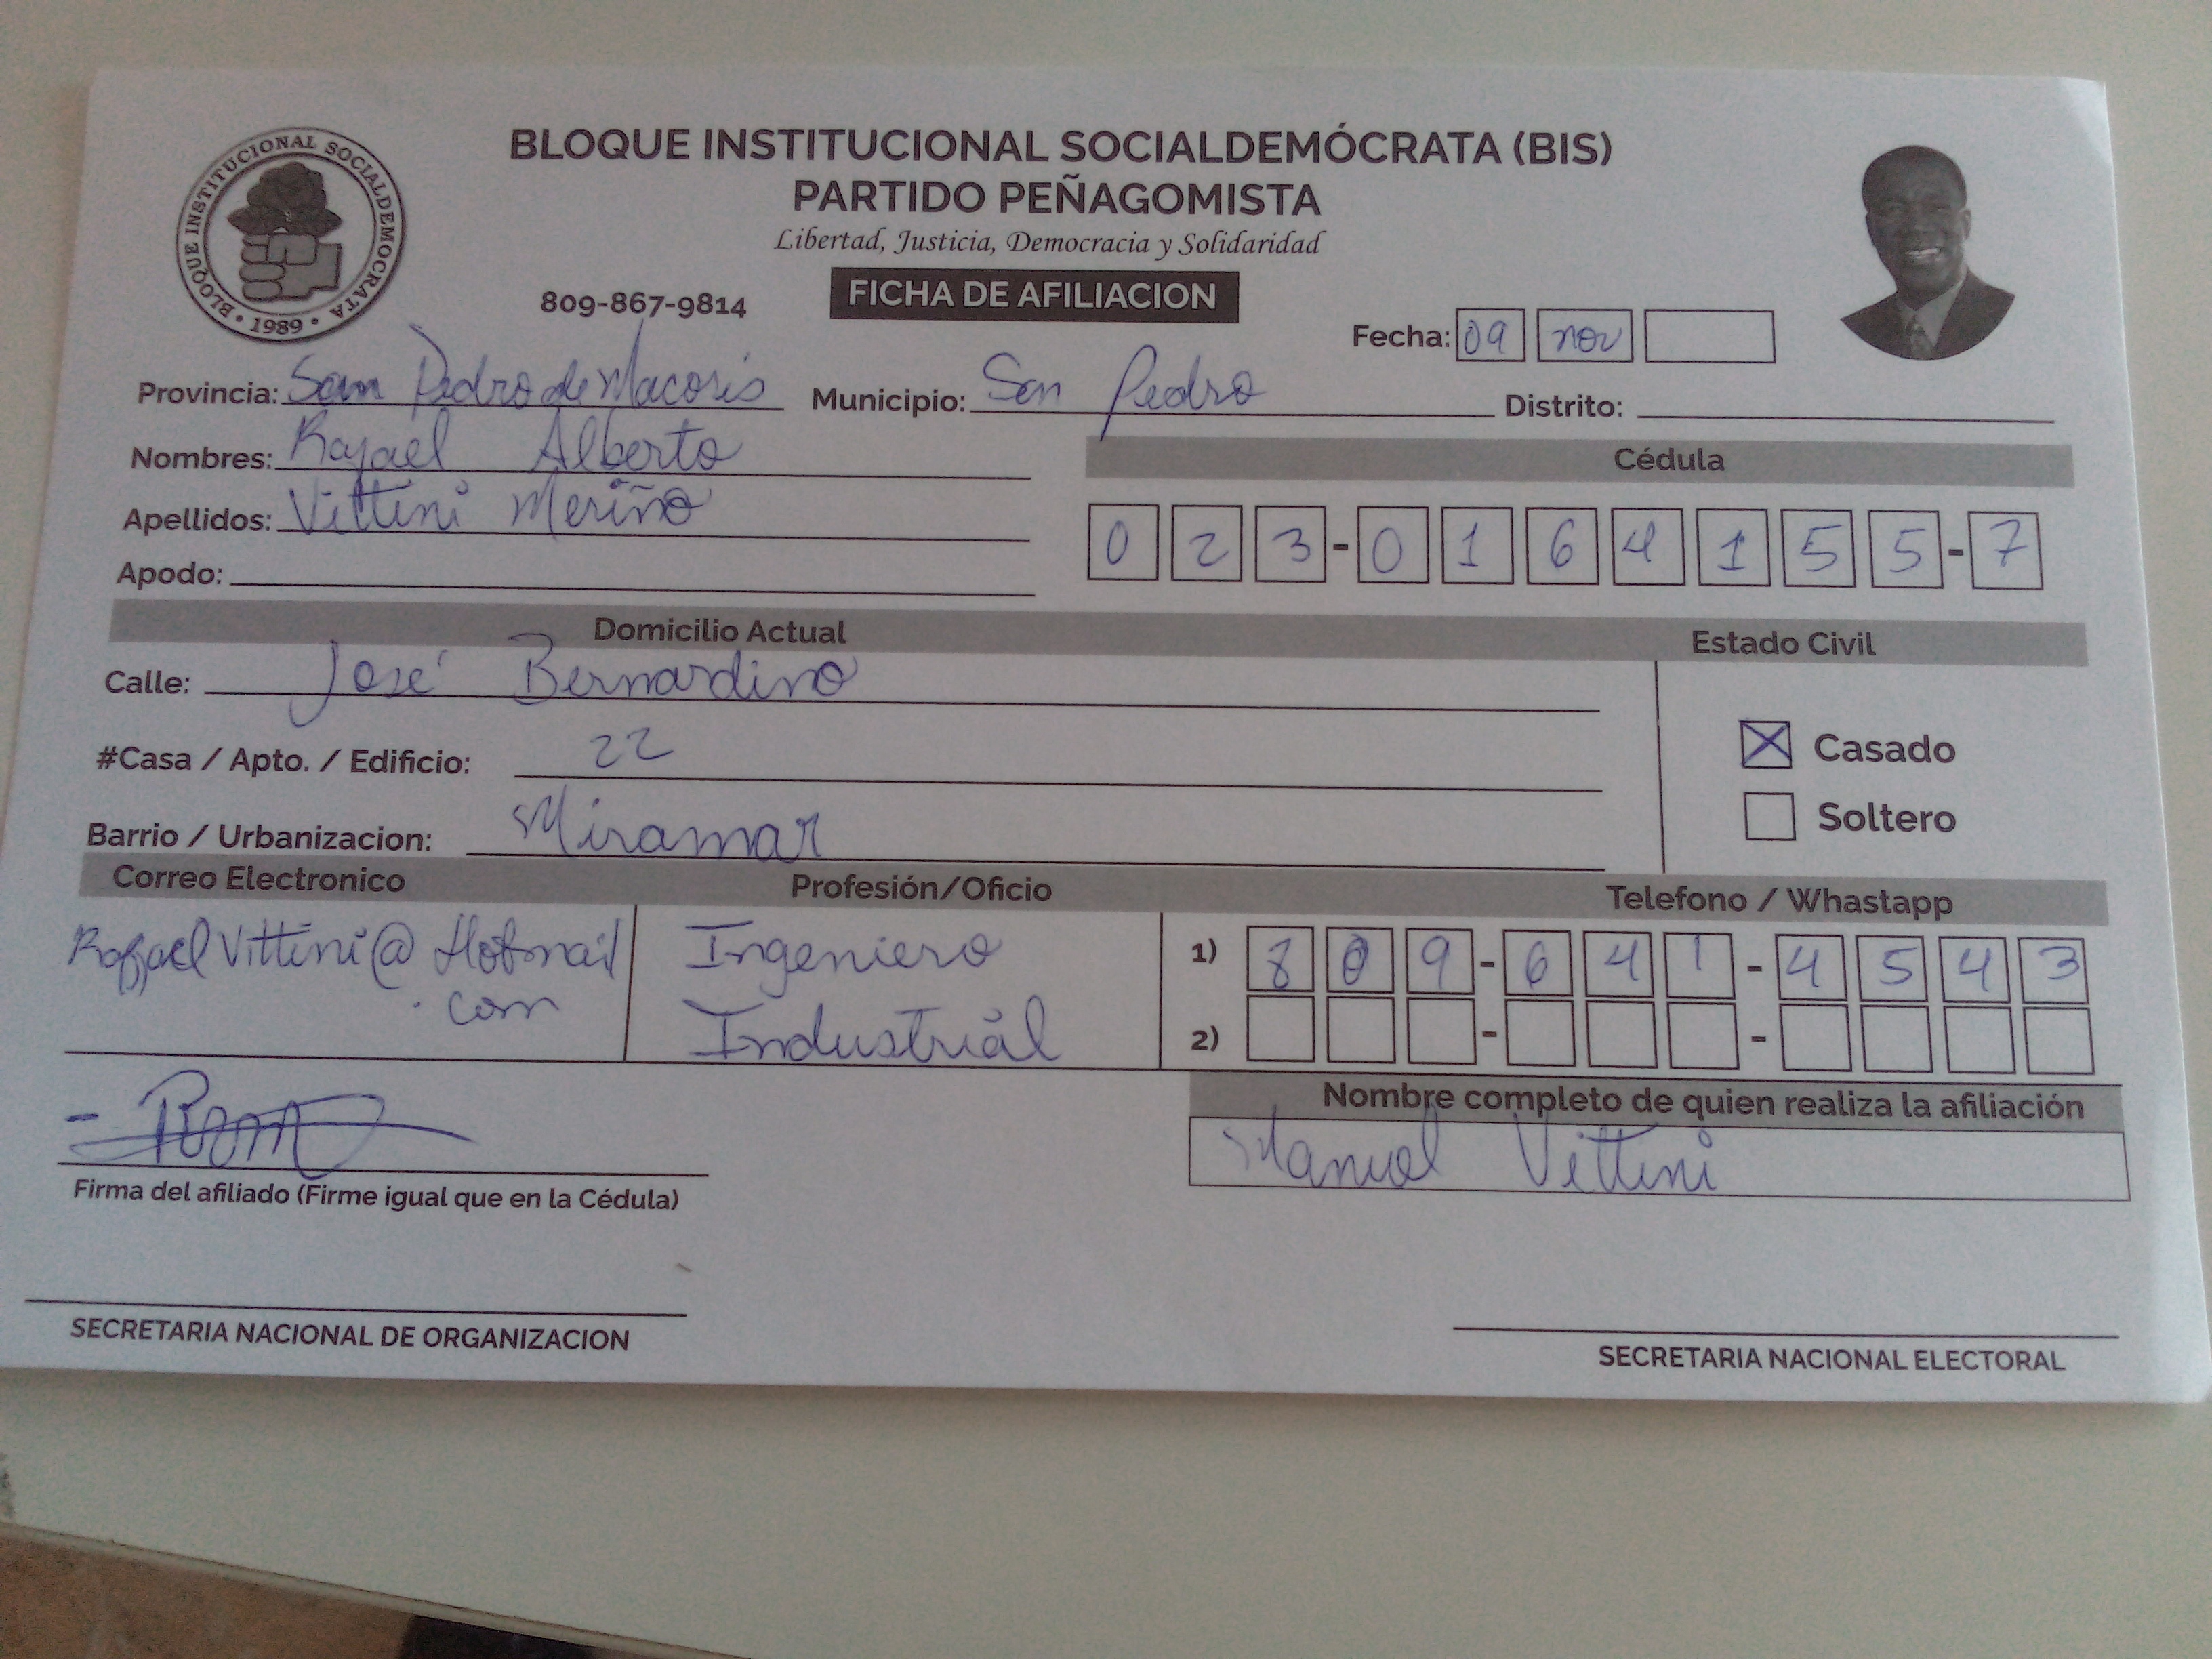 BLOQUE INSTITUCIONAL SOCIALDEMOCRATA
• 1989 •
BLOQUE INSTITUCIONAL SOCIALDEMÓCRATA (BIS)
PARTIDO PEÑAGOMISTA
Libertad, Justicia, Democracia y Solidaridad
809-867-9814 FICHA DE AFILIACION
Fecha: 09 nov
Provincia: San Pedro de Macoris Municipio: San Pedro Distrito:
Nombres: Rafael Alberto
Cédula
Apellidos: Vittini Meriño
023-0164155-7
Apodo:
Domicilio Actual Estado Civil
Calle: José Bernardino
#Casa / Apto. / Edificio: 22
X Casado
Soltero
Barrio / Urbanizacion: Miramar
Correo Electronico Profesión/Oficio Telefono / Whastapp
RafaelVittini@Hotmail Ingeniero 1) 809-641-4543
.com Industrial 2) - -
Nombre completo de quien realiza la afiliación
Manuel Vittini
Firma del afiliado (Firme igual que en la Cédula)
SECRETARIA NACIONAL DE ORGANIZACION
SECRETARIA NACIONAL ELECTORAL